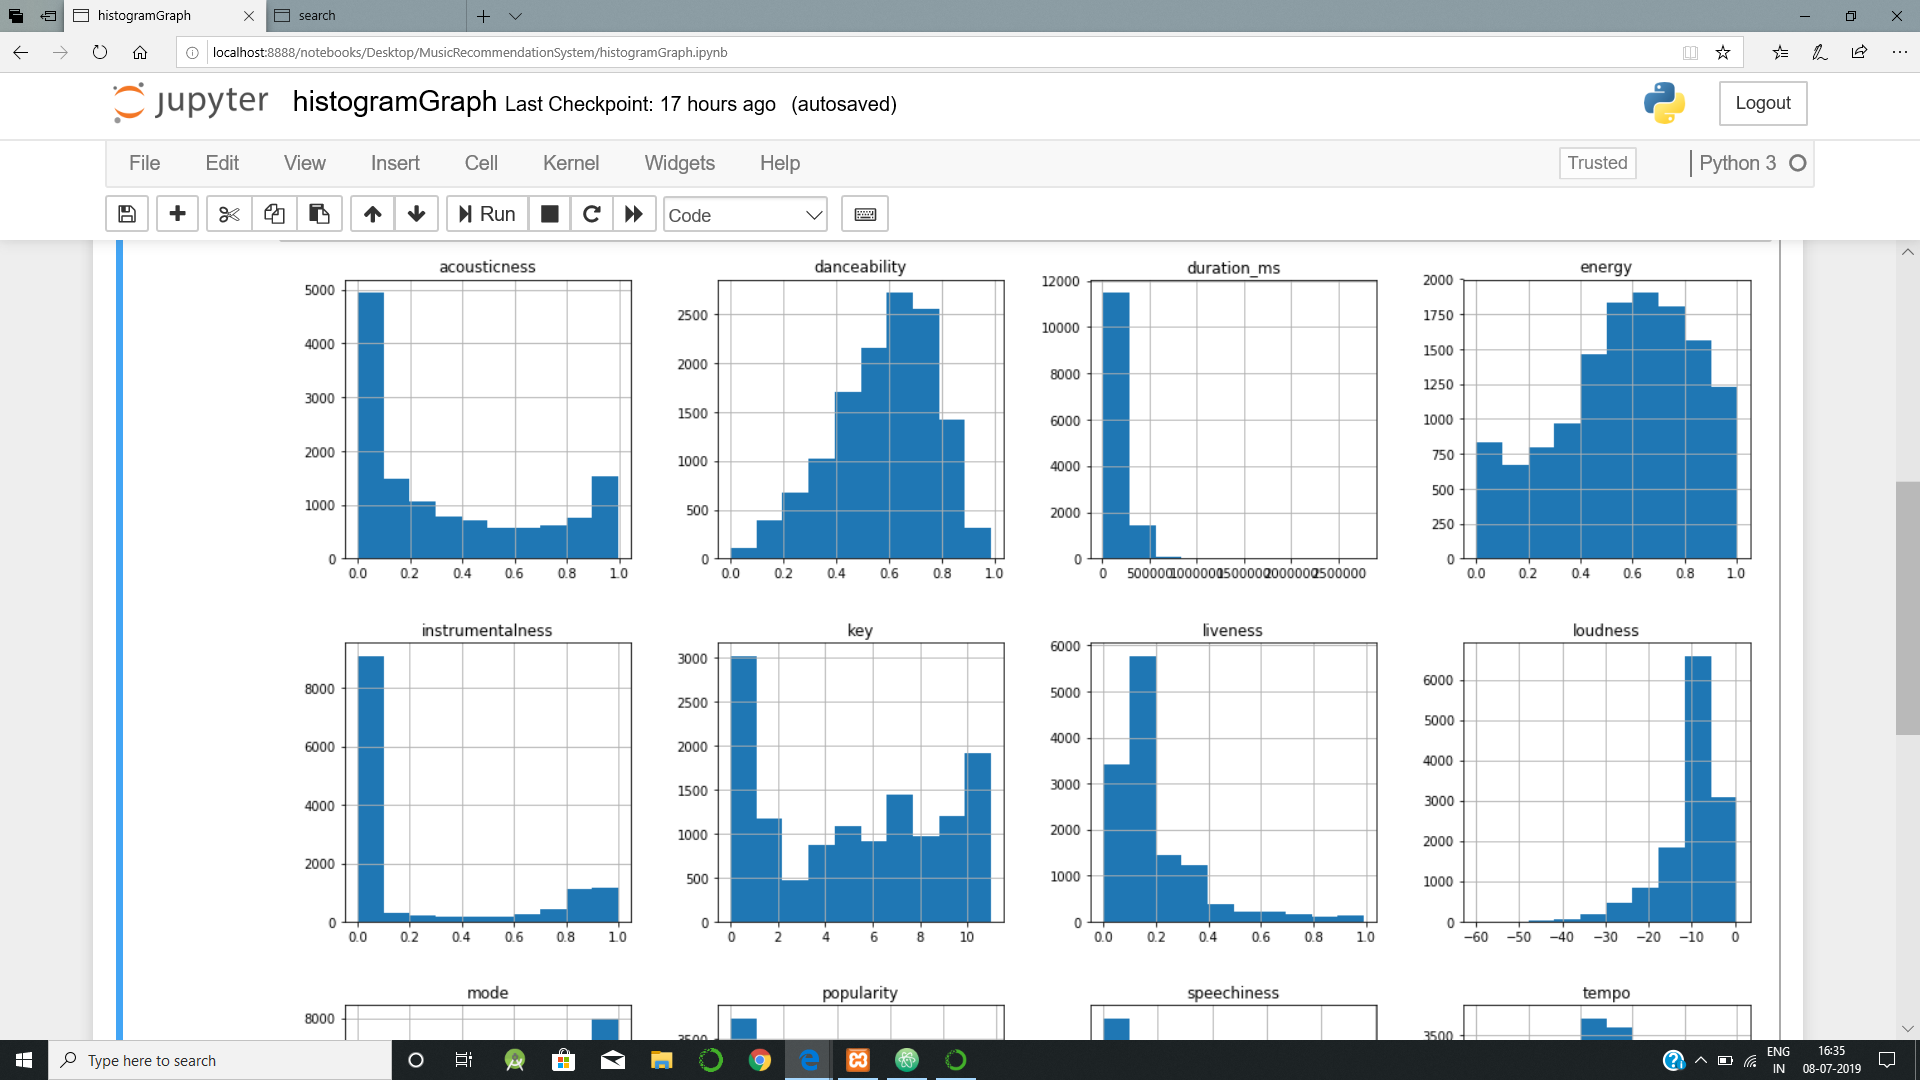 histogramGraph
search
localhost:8888/notebooks/Desktop/MusicRecommendationSystem/histogramGraph.ipynb
jupyter histogramGraph Last Checkpoint: 17 hours ago (autosaved)
Logout
File Edit View Insert Cell Kernel Widgets Help
Trusted
Python 3
Run
Code
acousticness
5000
4000
3000
2000
1000
0
0.0 0.2 0.4 0.6 0.8 1.0
danceability
2500
2000
1500
1000
500
0
0.0 0.2 0.4 0.6 0.8 1.0
duration_ms
12000
10000
8000
6000
4000
2000
0
0 500000 1000000 1500000 2000000 2500000
energy
2000
1750
1500
1250
1000
750
500
250
0
0.0 0.2 0.4 0.6 0.8 1.0
instrumentalness
8000
6000
4000
2000
0
0.0 0.2 0.4 0.6 0.8 1.0
key
3000
2500
2000
1500
1000
500
0
0 2 4 6 8 10
liveness
6000
5000
4000
3000
2000
1000
0
0.0 0.2 0.4 0.6 0.8 1.0
loudness
6000
5000
4000
3000
2000
1000
0
−60 −50 −40 −30 −20 −10 0
mode
8000
popularity
3500
speechiness
tempo
3500
Type here to search
ENG
IN
16:35
08-07-2019